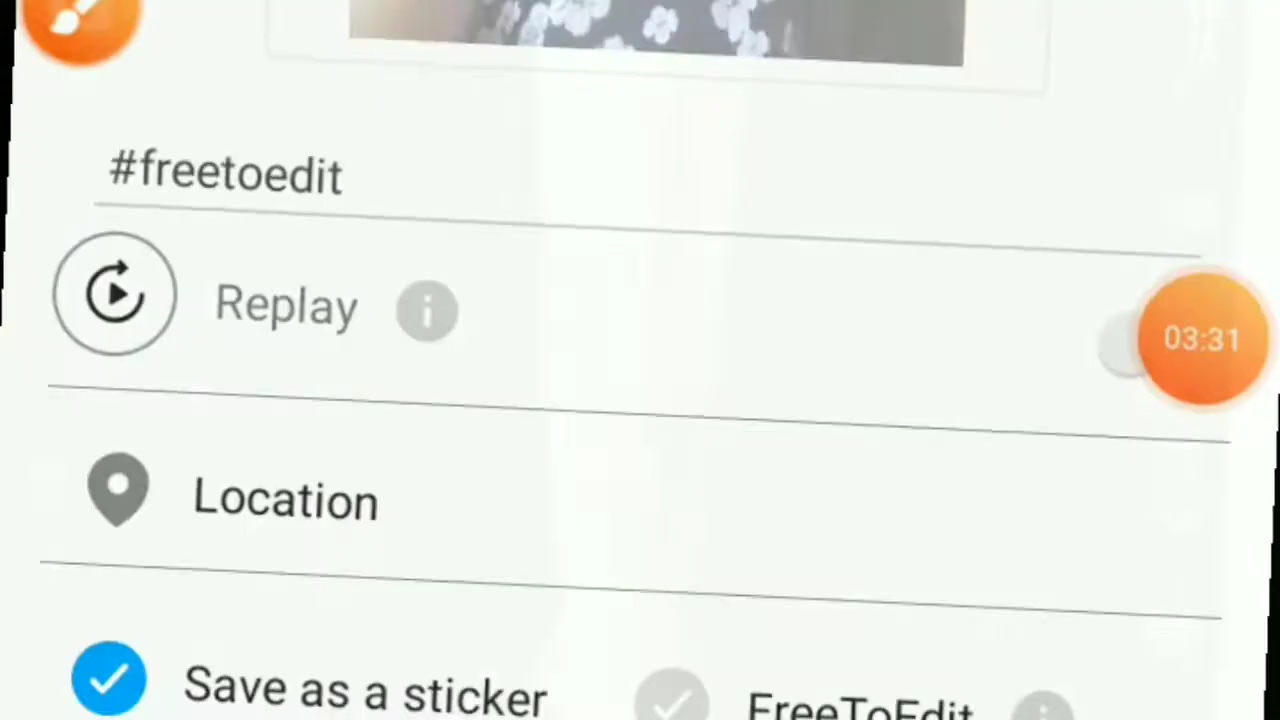 #freetoedit
Replay
03:31
Location
Save as a sticker
FreeToEdit